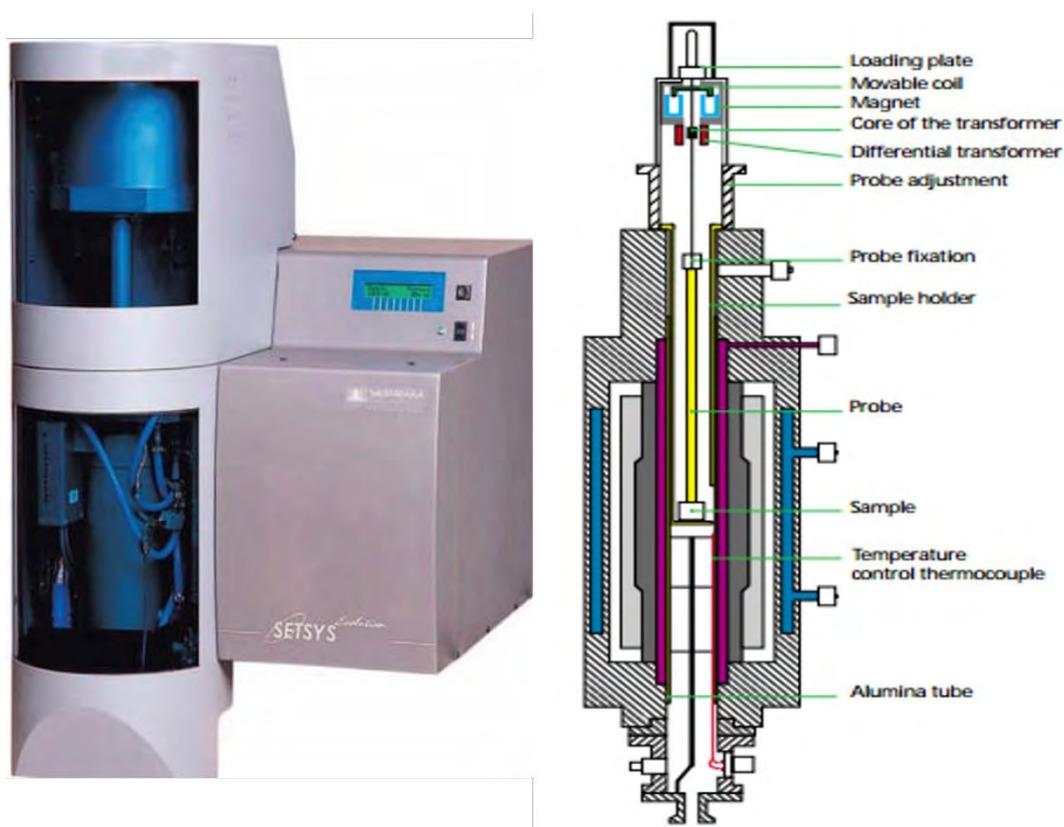 SETSYS Evolution
Loading plate
Movable coil
Magnet
Core of the transformer
Differential transformer
Probe adjustment
Probe fixation
Sample holder
Probe
Sample
Temperature
control thermocouple
Alumina tube